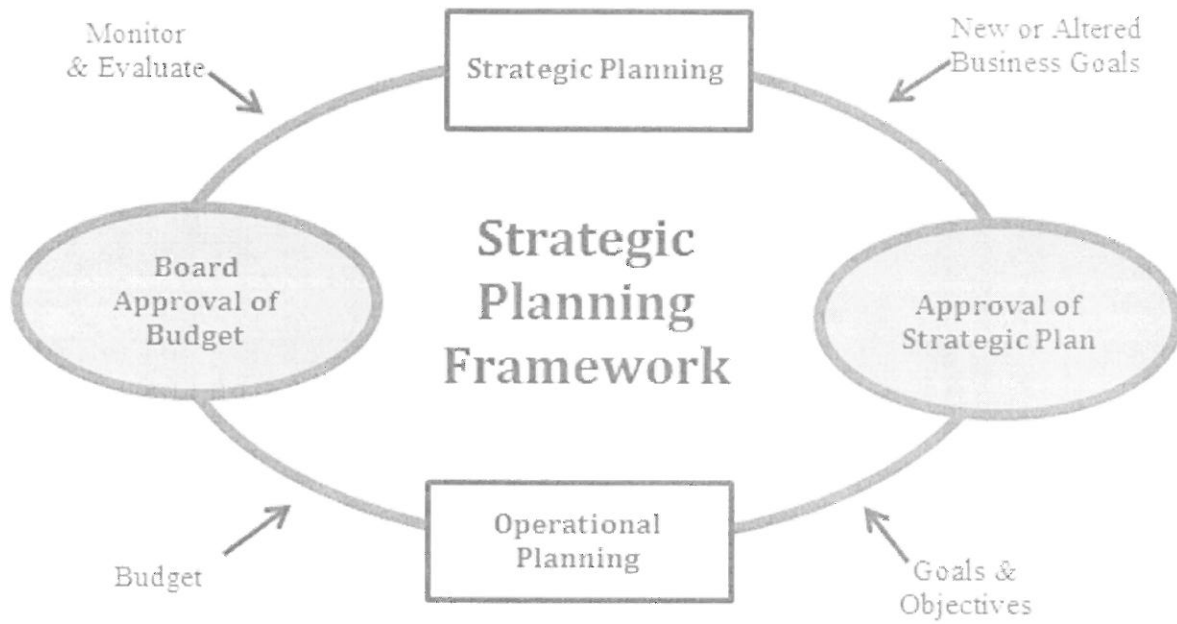 Monitor
& Evaluate
Strategic Planning
New or Altered
Business Goals
Board
Approval of
Budget
Strategic
Planning
Framework
Approval of
Strategic Plan
Budget
Operational
Planning
Goals &
Objectives